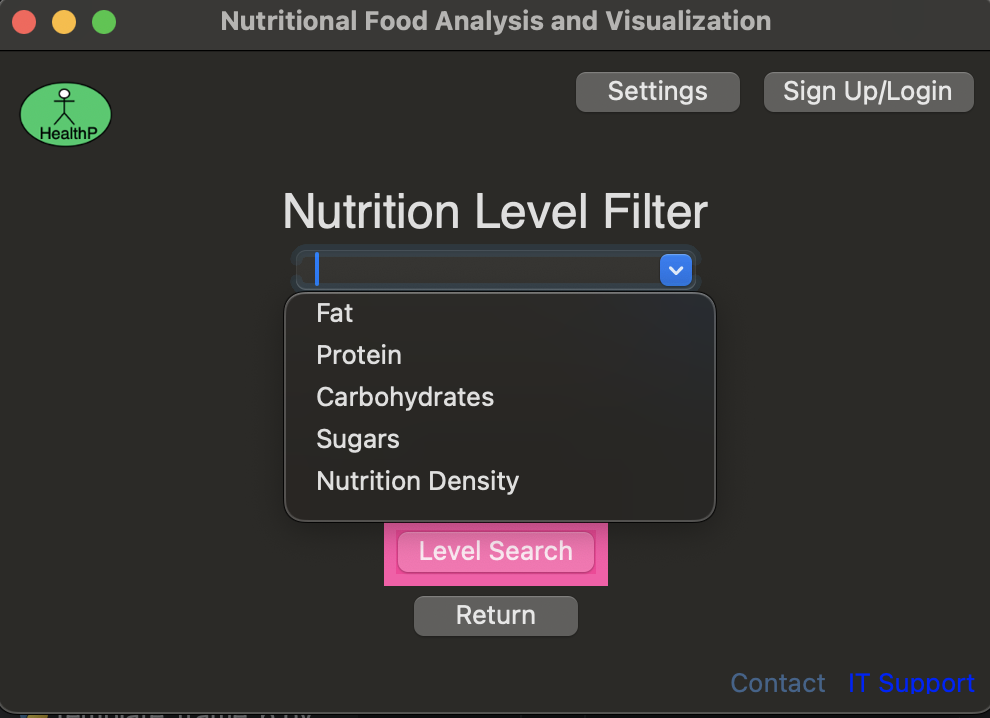 Nutritional Food Analysis and Visualization
Settings
Sign Up/Login
HealthP
Nutrition Level Filter
Fat
Protein
Carbohydrates
Sugars
Nutrition Density
Level Search
Return
Contact
IT Support